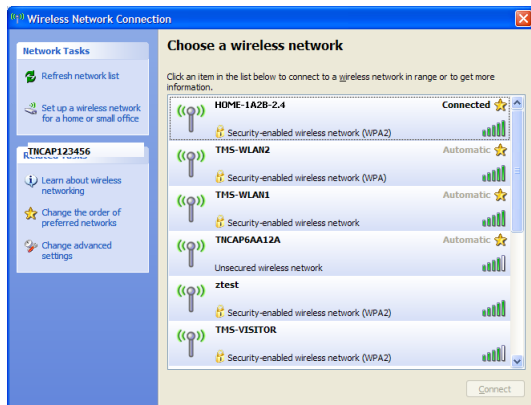 Wireless Network Connection
Network Tasks
Refresh network list
Set up a wireless network
for a home or small office
TNCAP123456
Related Tasks
Learn about wireless
networking
Change the order of
preferred networks
Change advanced
settings
Choose a wireless network
Click an item in the list below to connect to a wireless network in range or to get more
information.
HOME-1A2B-2.4 Connected
Security-enabled wireless network (WPA2)
TMS-WLAN2 Automatic
Security-enabled wireless network (WPA)
TMS-WLAN1 Automatic
Security-enabled wireless network
TNCAP6AA12A Automatic
Unsecured wireless network
ztest
Security-enabled wireless network (WPA2)
TMS-VISITOR
Security-enabled wireless network (WPA2)
Connect